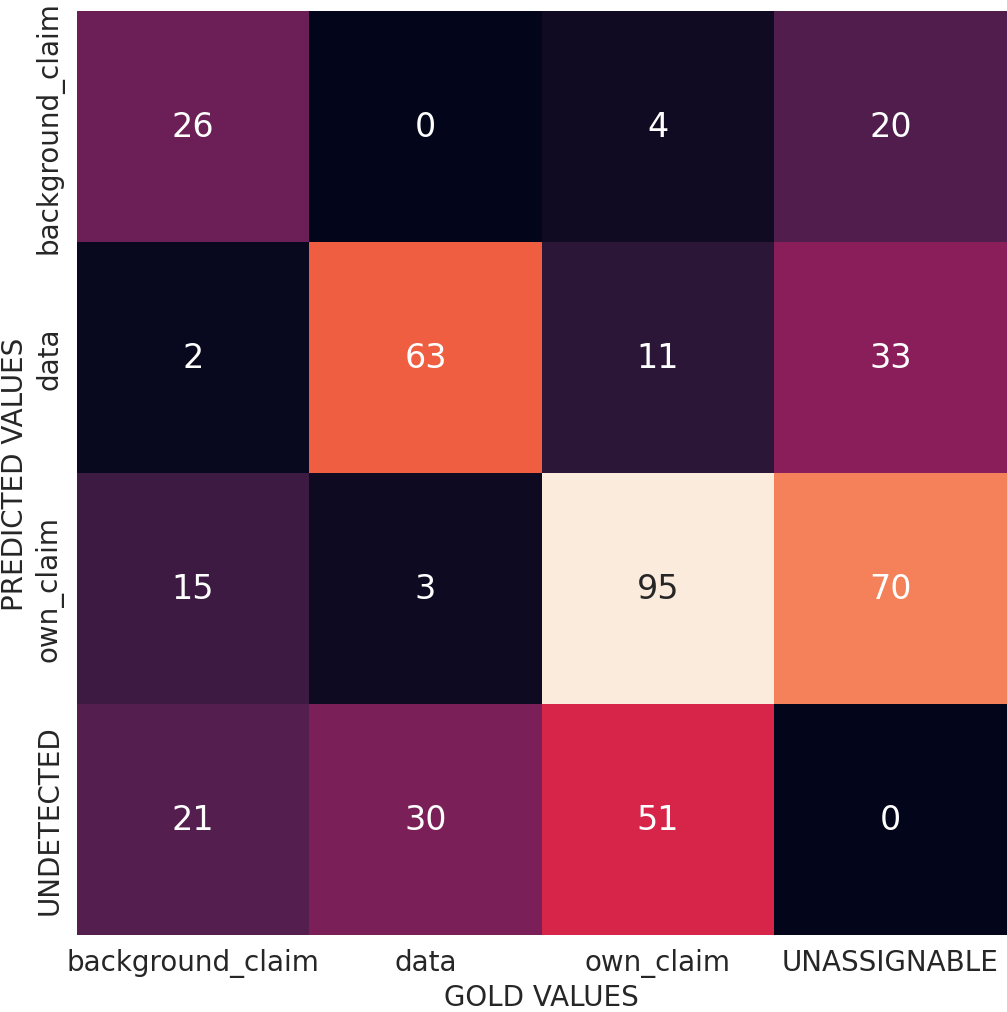 PREDICTED VALUES
background_claim
26 0 4 20
data
2 63 11 33
own_claim
15 3 95 70
UNDETECTED
21 30 51 0
background_claim data own_claim UNASSIGNABLE
GOLD VALUES